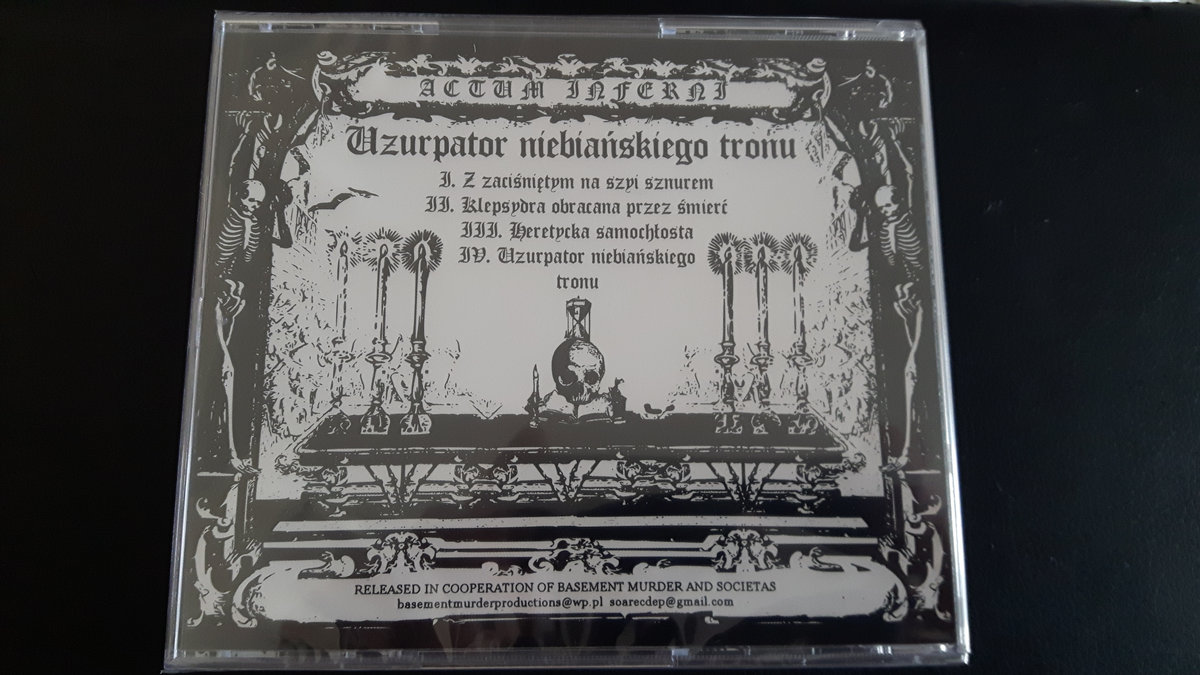 ACTUM INFERNI
Uzurpator niebiańskiego tronu
I. Z zaciśniętym na szyi sznurem
II. Klepsydra obracana przez śmierć
III. Heretycka samochłosta
IV. Uzurpator niebiańskiego
tronu
RELEASED IN COOPERATION OF BASEMENT MURDER AND SOCIETAS
basementmurderproductions@wp.pl soarecdep@gmail.com